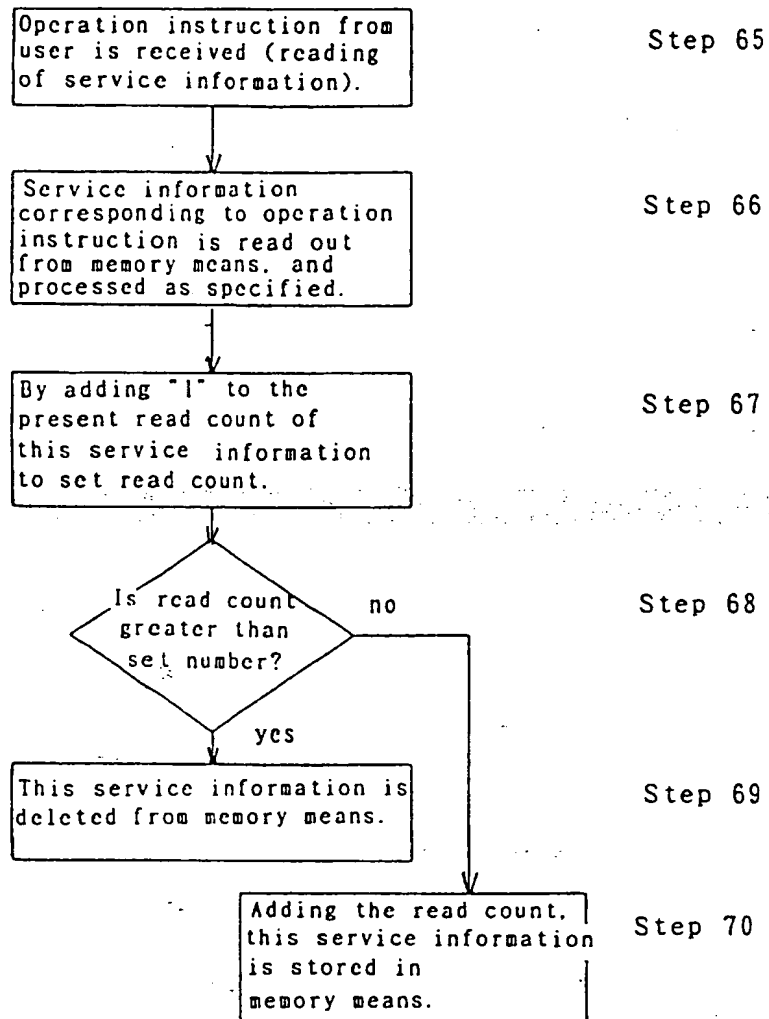 Operation instruction from
user is received (reading
of service information).
Step 65
Service information
corresponding to operation
instruction is read out
from memory means, and
processed as specified.
Step 66
By adding "1" to the
present read count of
this service information
to set read count.
Step 67
Is read count
greater than
set number?
no
Step 68
yes
This service information is
deleted from memory means.
Step 69
Adding the read count,
this service information
is stored in
memory means.
Step 70